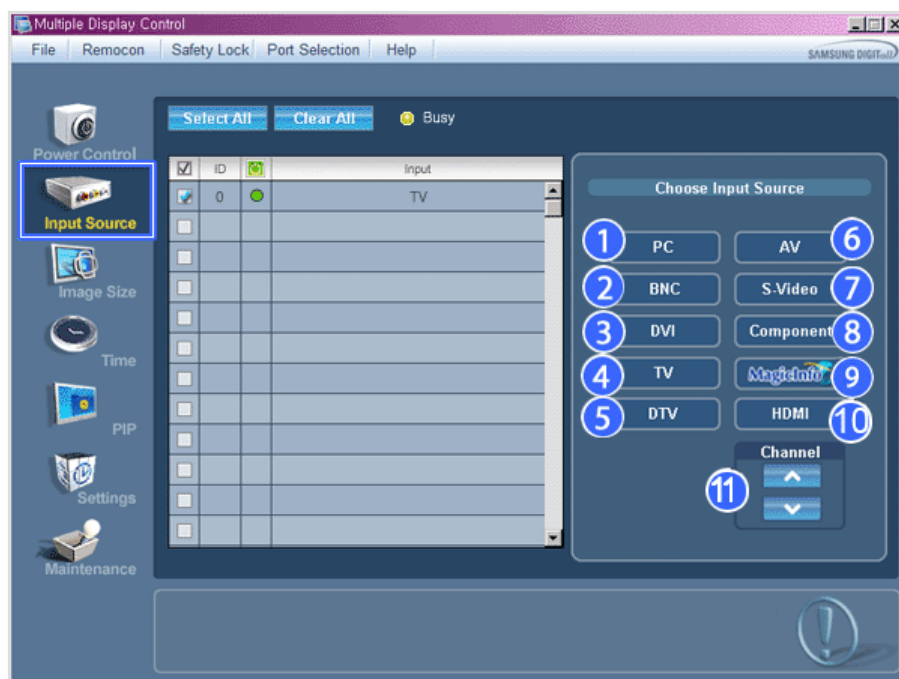 Multiple Display Control
File Remocon Safety Lock Port Selection Help
SAMSUNG DIGITall
Select All Clear All Busy
Power Control
Input Source
Image Size
Time
PIP
Settings
Maintenance
ID Input
0 TV
Choose Input Source
1 PC AV 6
2 BNC S-Video 7
3 DVI Component 8
4 TV MagicInfo 9
5 DTV HDMI 10
Channel
11